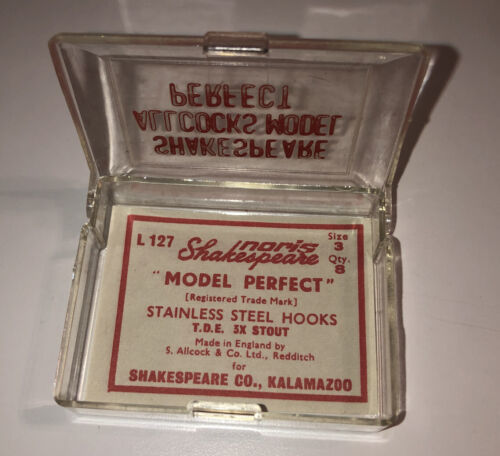 PERFECT
ALLCOCKS MODEL
SHAKESPEARE
L 127
noris
Shakespeare
Size
3
Qty.
8
"MODEL PERFECT"
[Registered Trade Mark]
STAINLESS STEEL HOOKS
T.D.E. 3X STOUT
Made in England by
S. Allcock & Co. Ltd., Redditch
for
SHAKESPEARE CO., KALAMAZOO